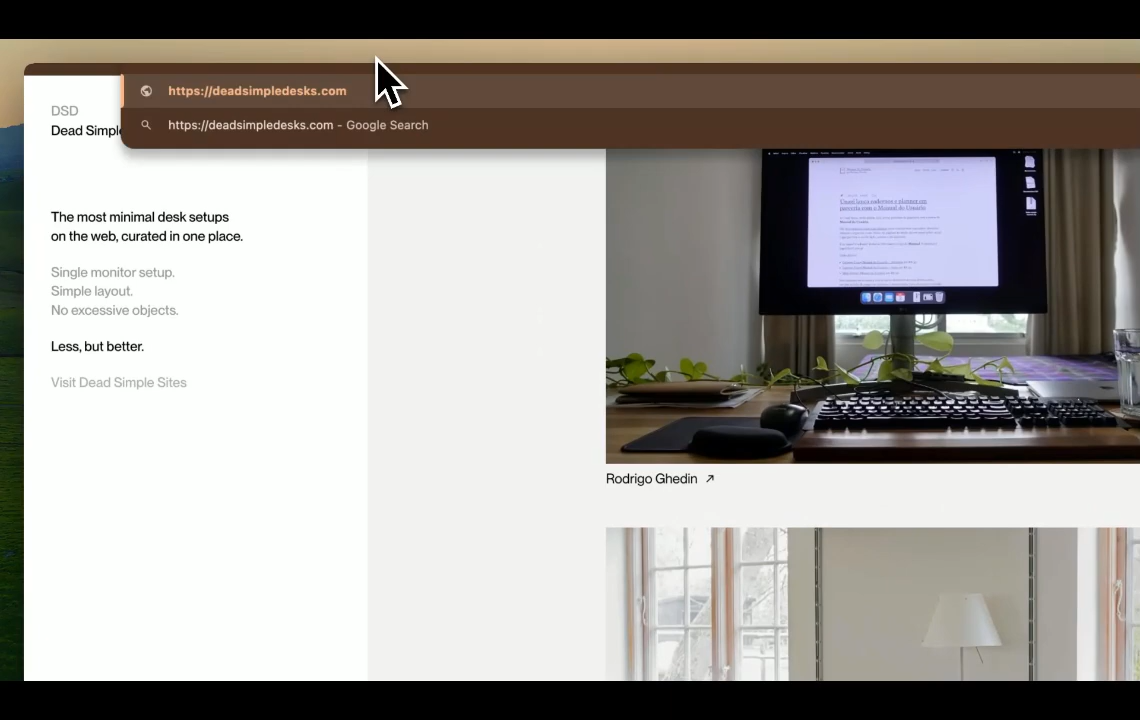 https://deadsimpledesks.com
https://deadsimpledesks.com - Google Search
DSD
Dead Simple
The most minimal desk setups
on the web, curated in one place.
Single monitor setup.
Simple layout.
No excessive objects.
Less, but better.
Visit Dead Simple Sites
Rodrigo Ghedin ↗